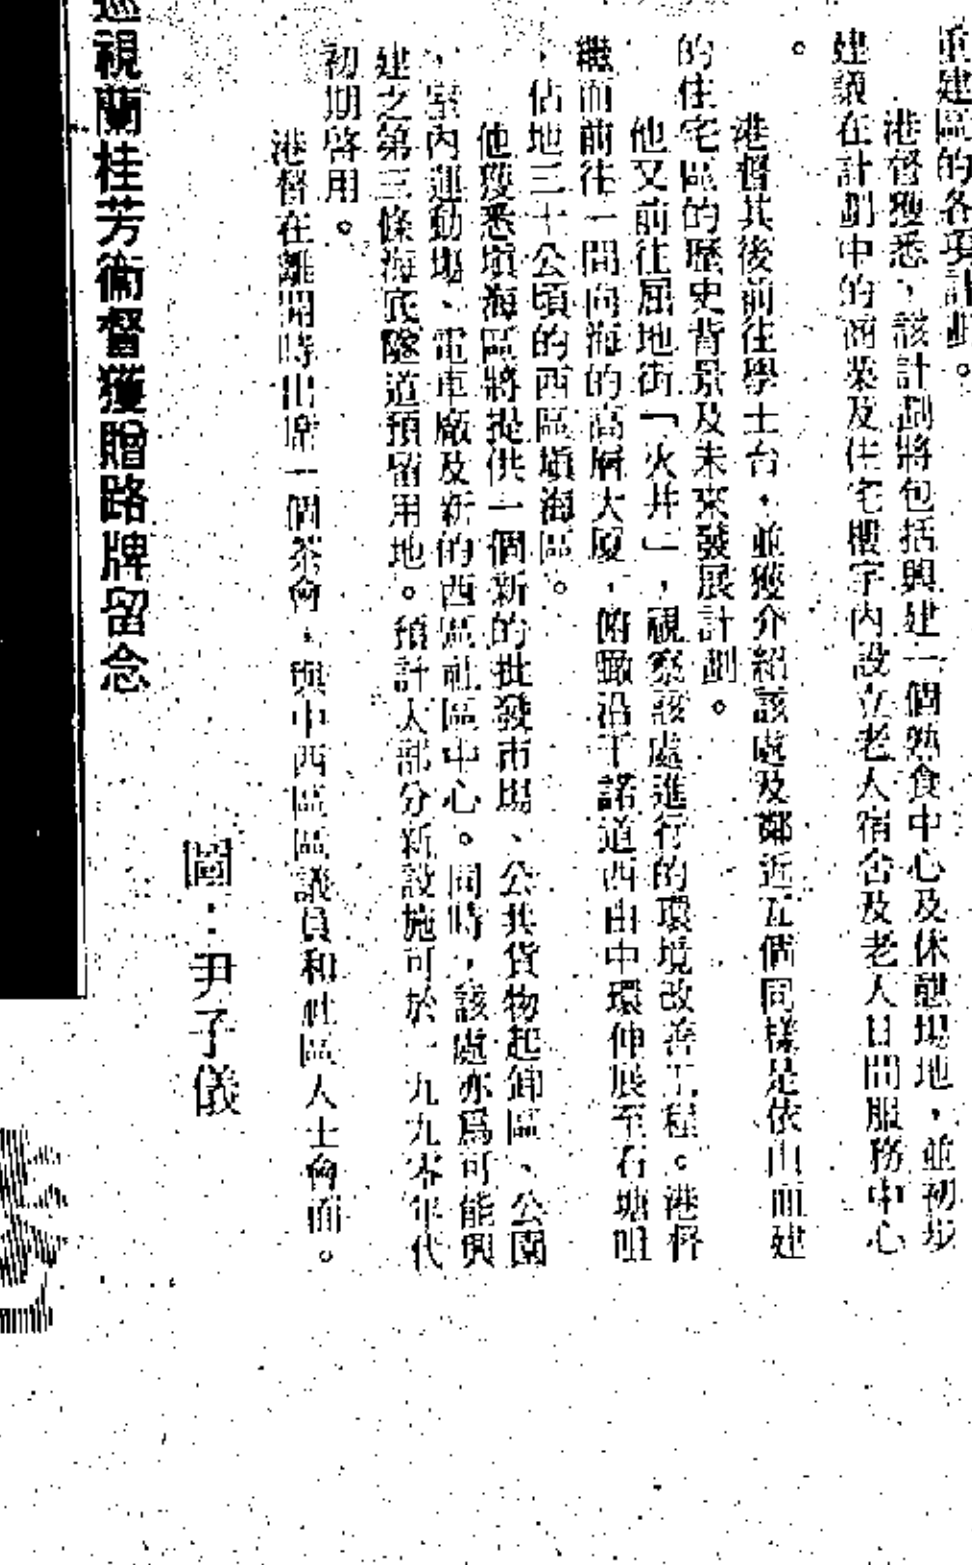 重建區的各項計劃。
港督獲悉，該計劃將包括興建一個熟食中心及休憩場地，並初步
建議在計劃中的商業及住宅樓宇內設立老人宿舍及老人日間服務中心
。
港督其後前往學士台，並獲介紹該處及鄰近五個同樣是依山而建
的住宅區的歷史背景及未來發展計劃。
他又前往屈地街「火井」，視察該處進行的環境改善工程。港督
繼而前往一間向海的高層大廈，俯瞰沿干諾道西由中環伸展至石塘咀
，佔地三十公頃的西區塡海區。
他獲悉塡海區將提供一個新的批發市場、公共貨物起卸區、公園
、室內運動場、電車廠及新的西區社區中心。同時，該處亦爲可能興
建之第三條海底隧道預留用地。預計大部分新設施可於一九九零年代
初期啓用。
港督在離開時出席一個茶會，與中西區區議員和社區人士會面。
圖：尹子儀
巡視蘭桂芳衞督獲贈路牌留念